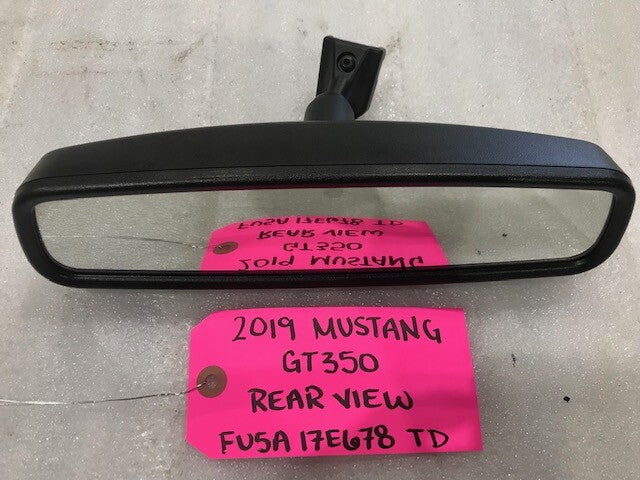 2019 MUSTANG
GT350
REAR VIEW
FU5A 17E678 TD